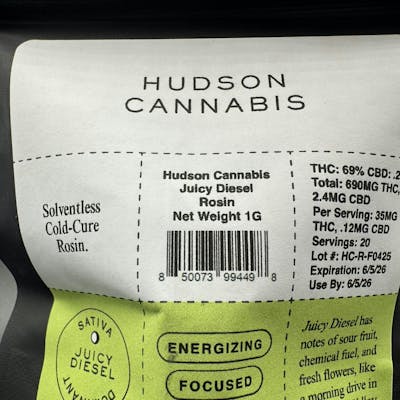 HUDSON
CANNABIS
Solventless
Cold-Cure
Rosin.
Hudson Cannabis
Juicy Diesel
Rosin
Net Weight 1G
8 50073 99449 8
THC: 69% CBD: .2
Total: 690MG THC,
2.4MG CBD
Per Serving: 35MG
THC, .12MG CBD
Servings: 20
Lot #: HC-R-F0425
Expiration: 6/5/26
Use By: 6/5/26
SATIVA
JUICY
DIESEL
DOMINANT
ENERGIZING
FOCUSED
Juicy Diesel has
notes of sour fruit,
chemical fuel, and
fresh flowers, like
a morning drive in